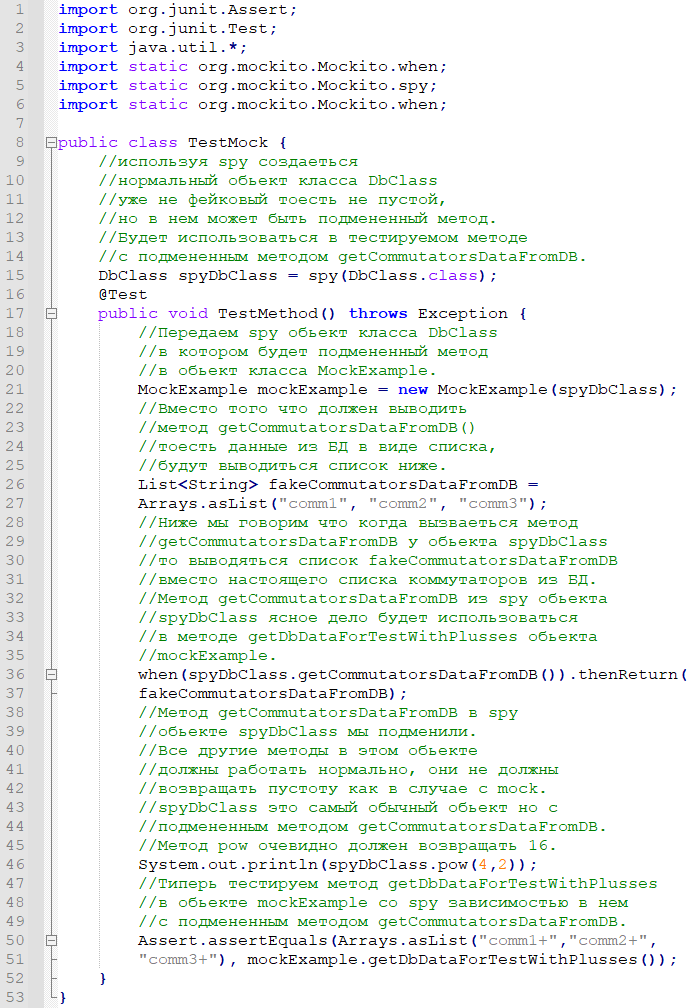 1 import org.junit.Assert;
2 import org.junit.Test;
3 import java.util.*;
4 import static org.mockito.Mockito.when;
5 import static org.mockito.Mockito.spy;
6 import static org.mockito.Mockito.when;
7
8 public class TestMock {
9 //используя spy создаеться
10 //нормальный обьект класса DbClass
11 //уже не фейковый тоесть не пустой,
12 //но в нем может быть подмененный метод.
13 //Будет использоваться в тестируемом методе
14 //с подмененным методом getCommutatorsDataFromDB.
15 DbClass spyDbClass = spy(DbClass.class);
16 @Test
17 public void TestMethod() throws Exception {
18 //Передаем spy обьект класса DbClass
19 //в котором будет подмененный метод
20 //в обьект класса MockExample.
21 MockExample mockExample = new MockExample(spyDbClass);
22 //Вместо того что должен выводить
23 //метод getCommutatorsDataFromDB()
24 //тоесть данные из БД в виде списка,
25 //будут выводиться список ниже.
26 List<String> fakeCommutatorsDataFromDB =
27 Arrays.asList("comm1", "comm2", "comm3");
28 //Ниже мы говорим что когда вызваеться метод
29 //getCommutatorsDataFromDB у обьекта spyDbClass
30 //то выводяться список fakeCommutatorsDataFromDB
31 //вместо настоящего списка коммутаторов из БД.
32 //Метод getCommutatorsDataFromDB из spy обьекта
33 //spyDbClass ясное дело будет использоваться
34 //в методе getDbDataForTestWithPlusses обьекта
35 //mockExample.
36 when(spyDbClass.getCommutatorsDataFromDB()).thenReturn(
37 fakeCommutatorsDataFromDB);
38 //Метод getCommutatorsDataFromDB в spy
39 //обьекте spyDbClass мы подменили.
40 //Все другие методы в этом обьекте
41 //должны работать нормально, они не должны
42 //возвращать пустоту как в случае с mock.
43 //spyDbClass это самый обычный обьект но с
44 //подмененным методом getCommutatorsDataFromDB.
45 //Метод pow очевидно должен возвращать 16.
46 System.out.println(spyDbClass.pow(4,2));
47 //Типерь тестируем метод getDbDataForTestWithPlusses
48 //в обьекте mockExample со spy зависимостью в нем
49 //с подмененным методом getCommutatorsDataFromDB.
50 Assert.assertEquals(Arrays.asList("comm1+","comm2+",
51 "comm3+"), mockExample.getDbDataForTestWithPlusses());
52 }
53 }